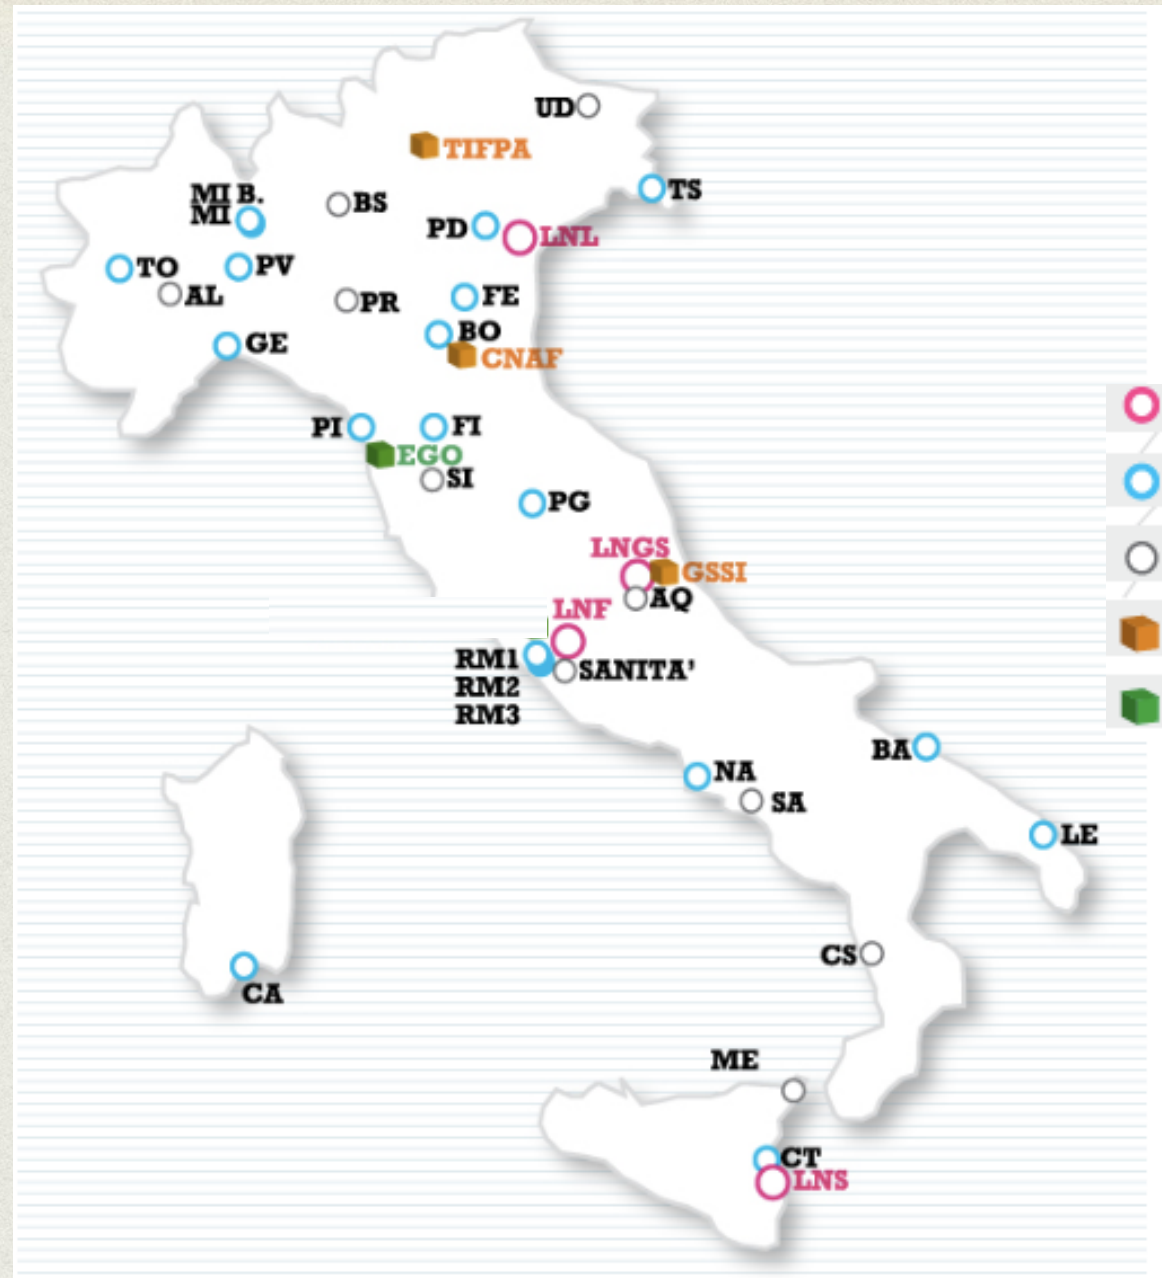 UD
TIFPA
MI B.
MI
BS
TS
PD
LNL
TO
PV
AL
PR
FE
BO
GE
CNAF
PI
FI
EGO
SI
PG
LNGS
GSSI
AQ
LNF
RM1
SANITA'
RM2
RM3
BA
NA
SA
LE
CS
CA
ME
CT
LNS